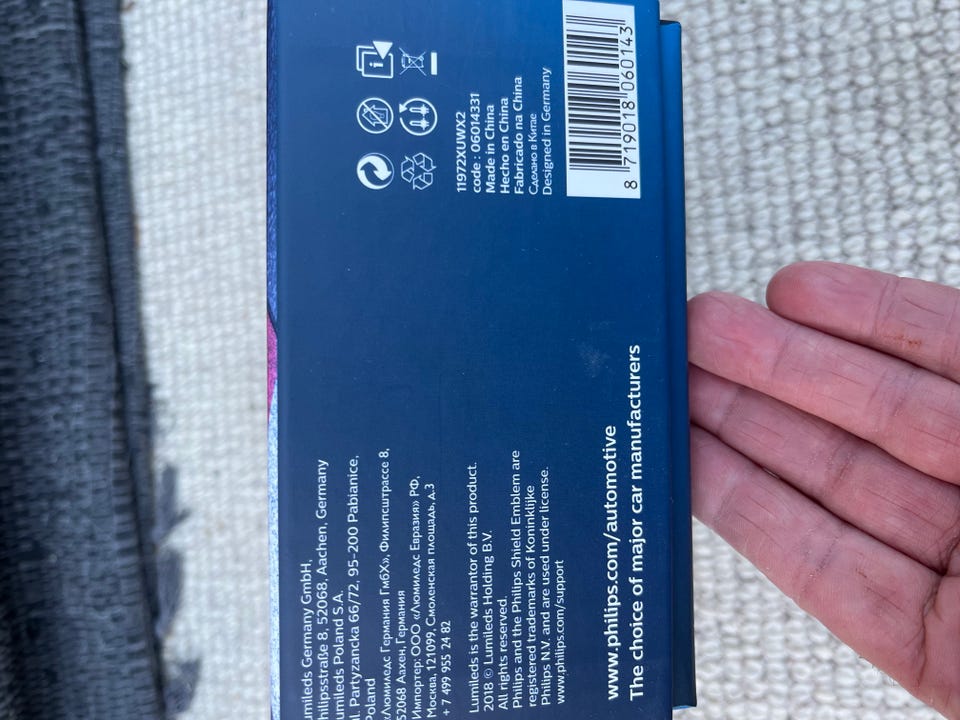 umileds Germany GmbH,
hilipsstraße 8, 52068, Aachen, Germany
umileds Poland S.A.
l. Partyzancka 66/72, 95-200 Pabianice,
Poland
«Люмиледс Германия ГмбХ», Филипсштрассе 8,
52068 Аахен, Германия
Импортер: ООО «Люмиледс Евразия» РФ,
Москва, 121099, Смоленская площадь, д.3
+ 7 499 955 24 82
Lumileds is the warrantor of this product.
2018 © Lumileds Holding B.V.
All rights reserved.
Philips and the Philips Shield Emblem are
registered trademarks of Koninklijke
Philips N.V. and are used under license.
www.philips.com/support
www.philips.com/automotive
The choice of major car manufacturers
11972XUWX2
code : 06014331
Made in China
Hecho en China
Fabricado na China
Сделано в Китае
Designed in Germany
8 719018 060143